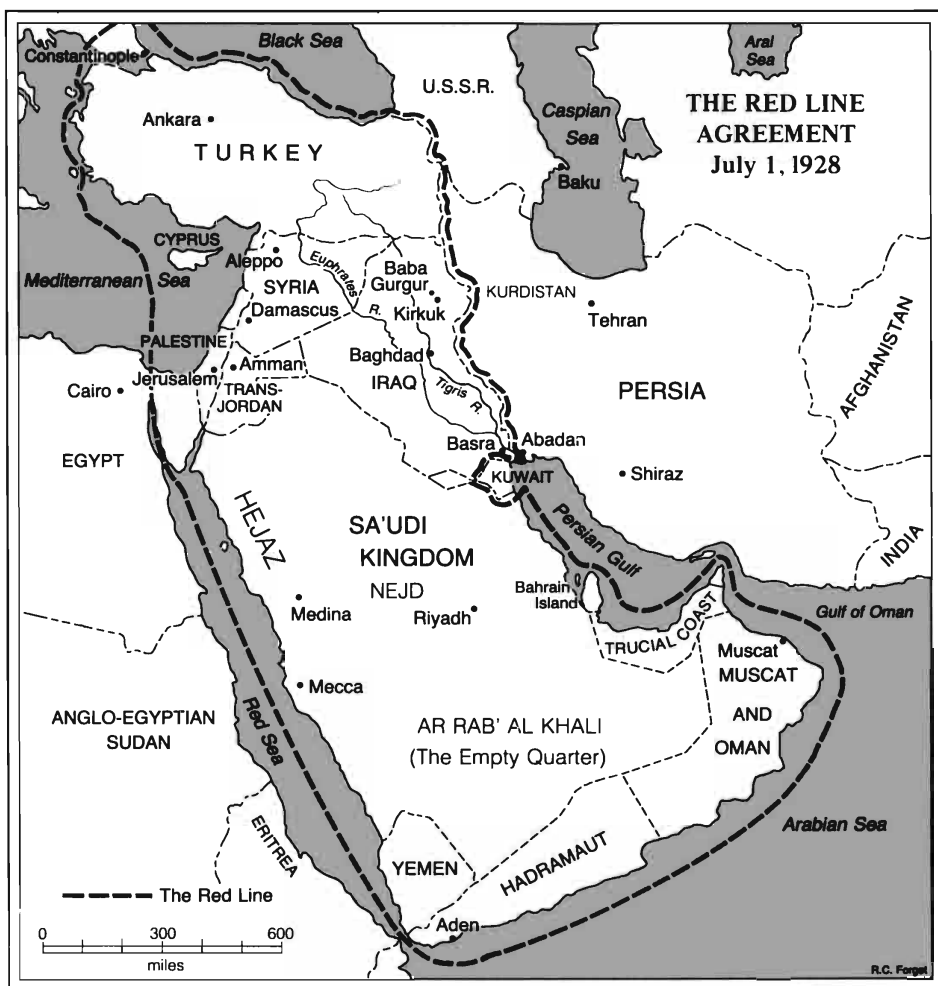 Constantinople
Black Sea
Aral
Sea
U.S.S.R.
THE RED LINE
AGREEMENT
July 1, 1928
Caspian
Sea
Ankara
TURKEY
Baku
CYPRUS
Mediterranean Sea
Aleppo
Euphrates
R.
Baba
Gurgur
SYRIA
KURDISTAN
Damascus
Kirkuk
Tehran
PALESTINE
Baghdad
Jerusalem
Amman
IRAQ
Tigris R.
Cairo
TRANS-
JORDAN
PERSIA
AFGHANISTAN
Basra
Abadan
EGYPT
KUWAIT
Shiraz
HEJAZ
SA'UDI
KINGDOM
NEJD
Persian Gulf
INDIA
Bahrain
Island
Medina
Riyadh
Gulf of Oman
TRUCIAL COAST
Muscat
MUSCAT
AND
OMAN
Mecca
Red Sea
ANGLO-EGYPTIAN
SUDAN
AR RAB' AL KHALI
(The Empty Quarter)
Arabian Sea
ERITREA
YEMEN
HADRAMAUT
The Red Line
Aden
0 300 600
miles
R.C. Forget